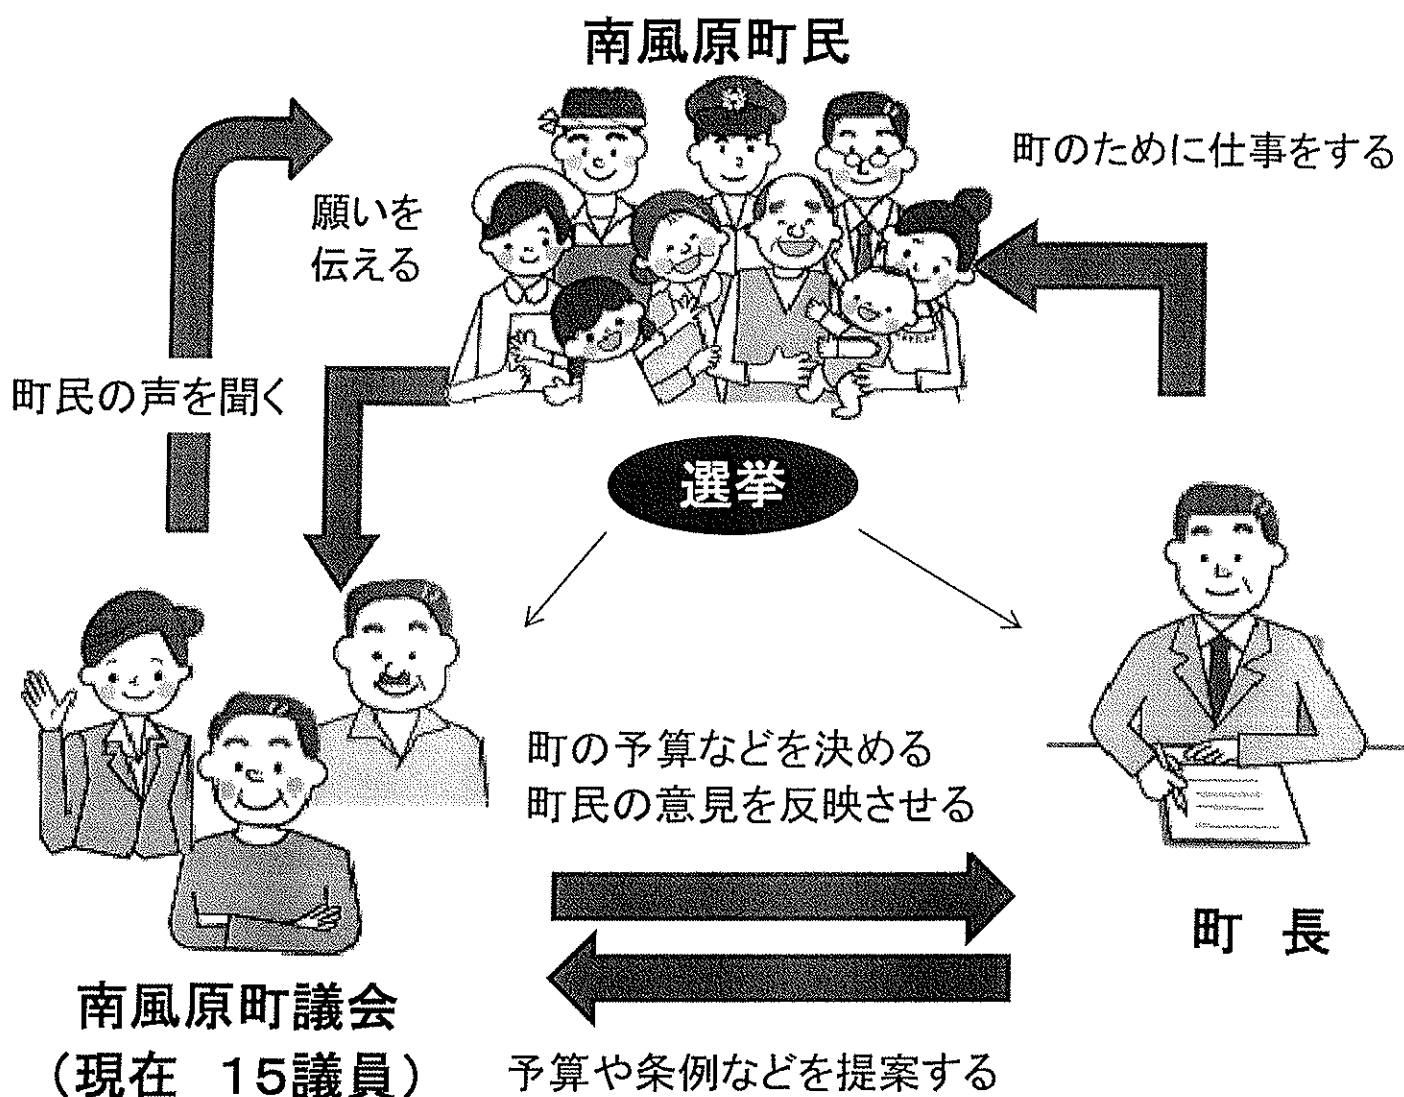 南風原町民
町のために仕事をする
願いを
伝える
町民の声を聞く
選挙
町の予算などを決める
町民の意見を反映させる
町 長
南風原町議会
（現在 １５議員）
予算や条例などを提案する